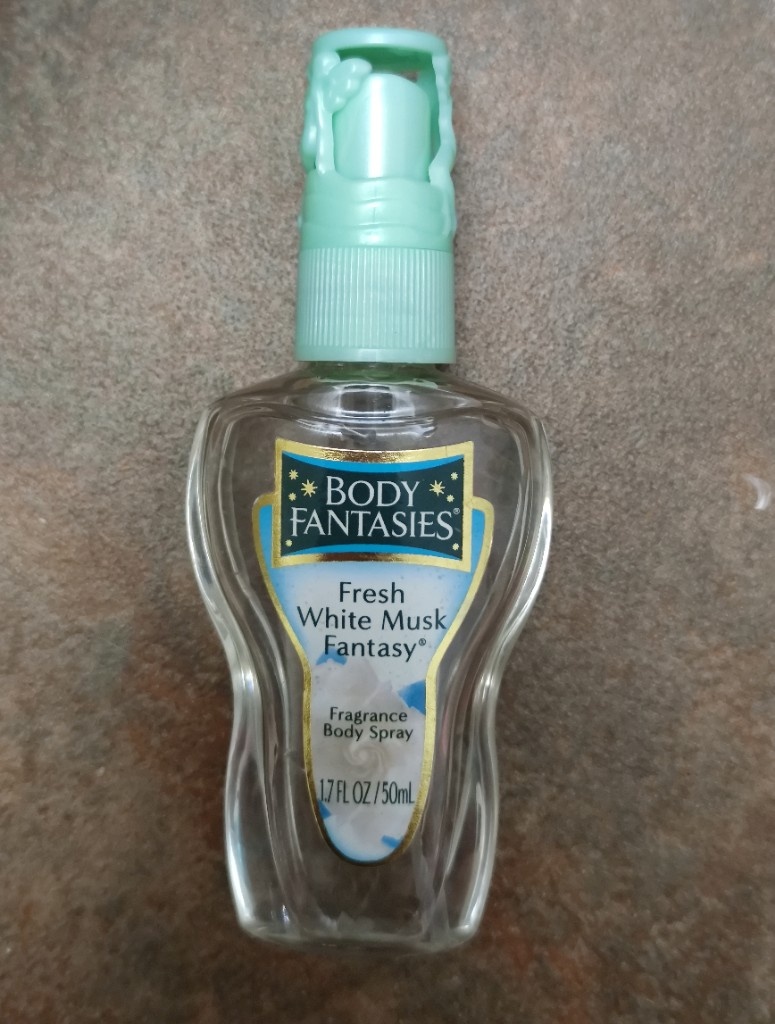 BODY
FANTASIES®
Fresh
White Musk
Fantasy®
Fragrance
Body Spray
1.7 FL OZ / 50mL